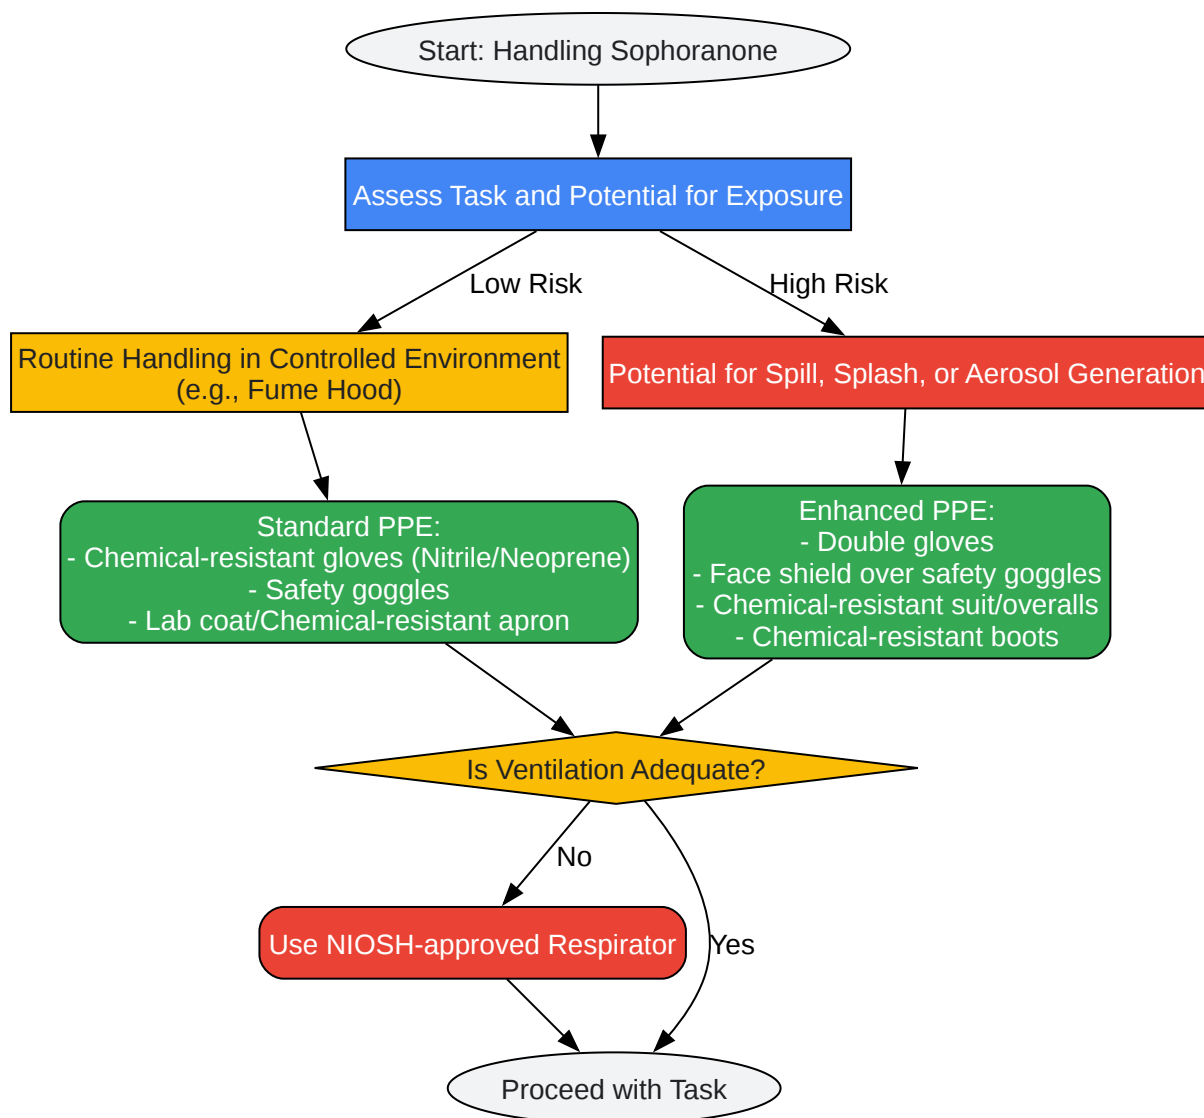 Start: Handling Sophoranone
Assess Task and Potential for Exposure
Low Risk
High Risk
Routine Handling in Controlled Environment
(e.g., Fume Hood)
Potential for Spill, Splash, or Aerosol Generation
Standard PPE:
- Chemical-resistant gloves (Nitrile/Neoprene)
- Safety goggles
- Lab coat/Chemical-resistant apron
Enhanced PPE:
- Double gloves
- Face shield over safety goggles
- Chemical-resistant suit/overalls
- Chemical-resistant boots
Is Ventilation Adequate?
No
Use NIOSH-approved Respirator
Yes
Proceed with Task